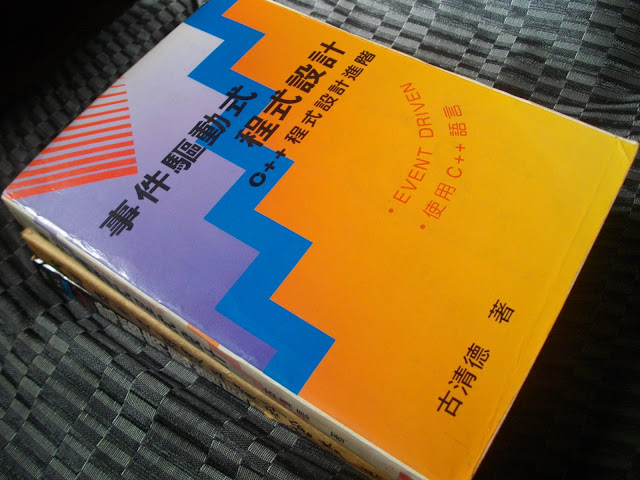 事件驅動式
程式設計
C++ 程式設計進階
• EVENT DRIVEN
• 使用 C++ 語言
古清德 著